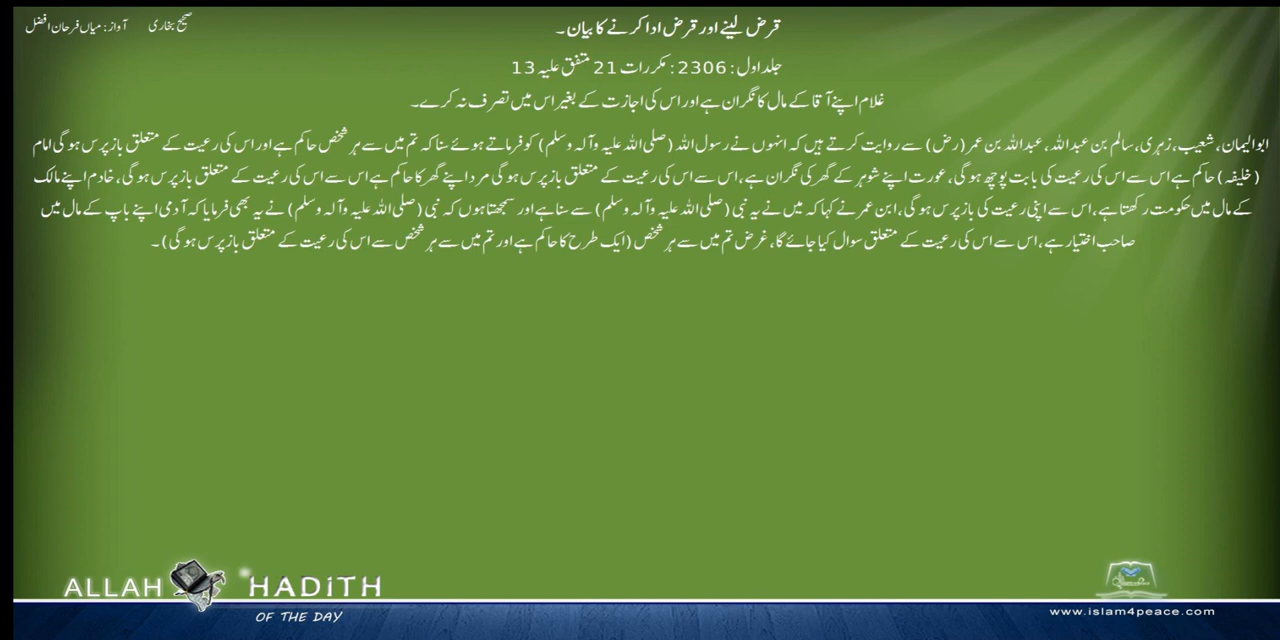 صحیح بخاری آواز: میاں فرحان افضل
قرض لینے اور قرض ادا کرنے کا بیان۔
جلد اول : 2306 : مکررات 21 متفق علیہ 13
غلام اپنے آقا کے مال کا نگران ہے اور اس کی اجازت کے بغیر اس میں تصرف نہ کرے۔
ابوالیمان، شعیب، زہری، سالم بن عبداللہ، عبداللہ بن عمر (رض) سے روایت کرتے ہیں کہ انہوں نے رسول اللہ (صلی اللہ علیہ وآلہ وسلم) کو فرماتے ہوئے سنا کہ تم میں سے ہر شخص حاکم ہے اور اس کی رعیت کے متعلق بازپرس ہوگی امام
(خلیفہ) حاکم ہے اس سے اس کی رعیت کی بابت پوچھ ہوگی، عورت اپنے شوہر کے گھر کی نگران ہے، اس سے اس کی رعیت کے متعلق بازپرس ہوگی مرد اپنے گھر کا حاکم ہے اس سے اس کی رعیت کے متعلق بازپرس ہوگی، خادم اپنے مالک
کے مال میں حکومت رکھتا ہے، اس سے اپنی رعیت کی بازپرس ہوگی، ابن عمر نے کہا کہ میں نے یہ نبی (صلی اللہ علیہ وآلہ وسلم) سے سنا ہے اور سمجھتا ہوں کہ نبی (صلی اللہ علیہ وآلہ وسلم) نے یہ بھی فرمایا کہ آدمی اپنے باپ کے مال میں
صاحب اختیار ہے، اس سے اس کی رعیت کے متعلق سوال کیا جائے گا، غرض تم میں سے ہر شخص (ایک طرح کا حاکم ہے اور تم میں سے ہر شخص سے اس کی رعیت کے متعلق بازپرس ہوگی)۔
ALLAH HADITH
OF THE DAY
www.islam4peace.com